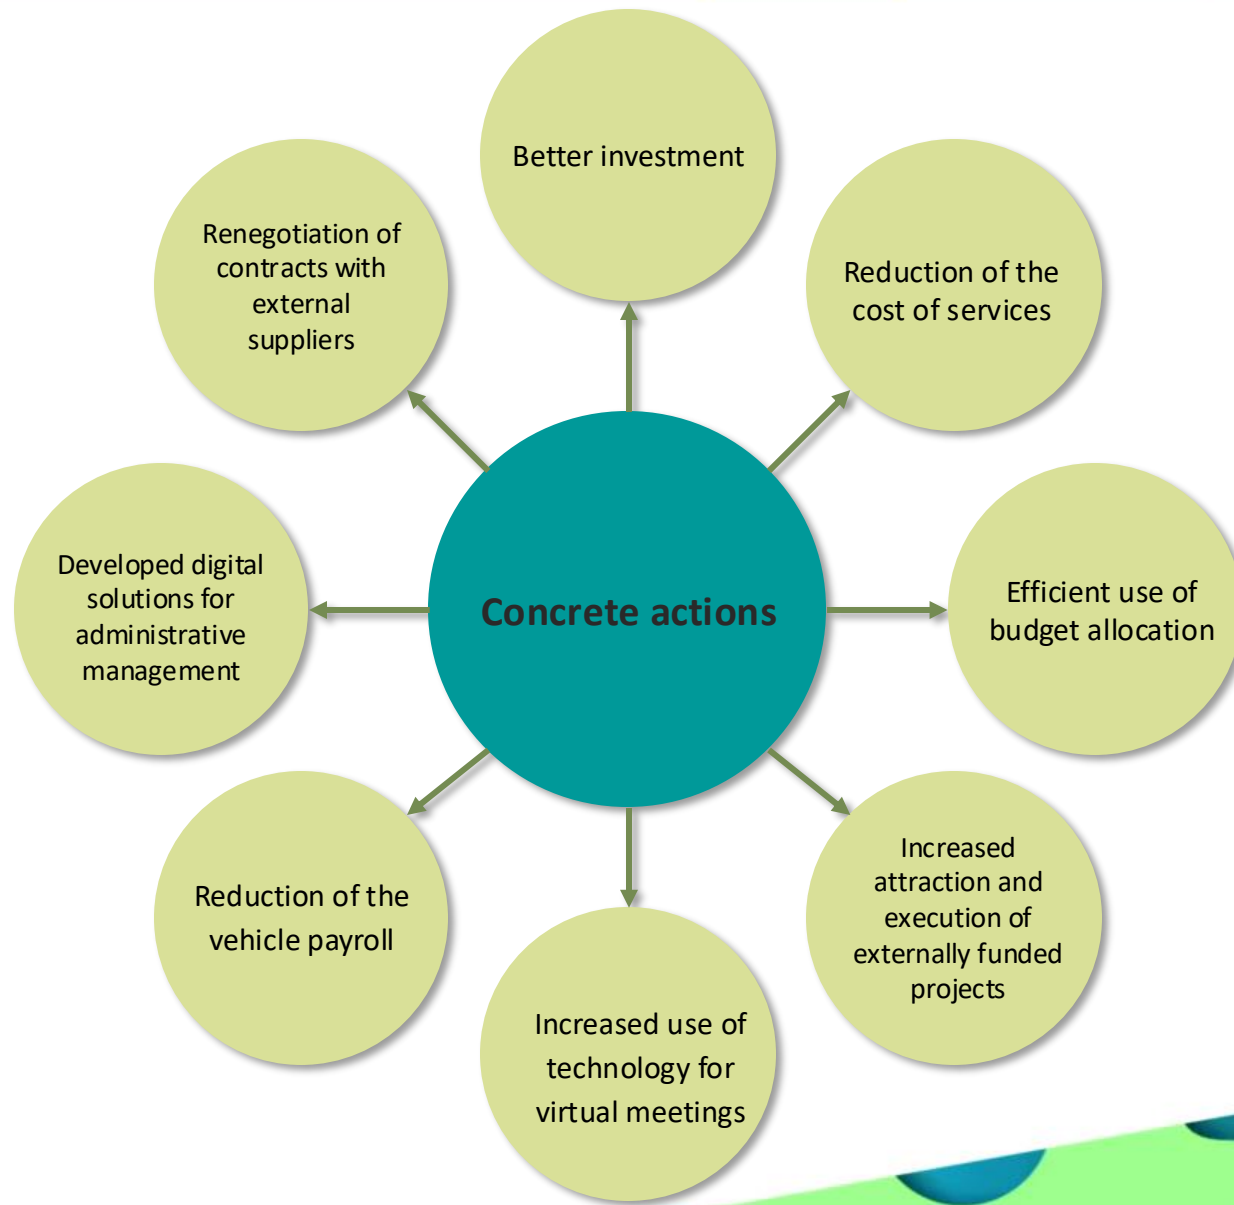 Better investment
Reduction of the
cost of services
Efficient use of
budget allocation
Increased
attraction and
execution of
externally funded
projects
Increased use of
technology for
virtual meetings
Reduction of the
vehicle payroll
Developed digital
solutions for
administrative
management
Renegotiation of
contracts with
external
suppliers
Concrete actions